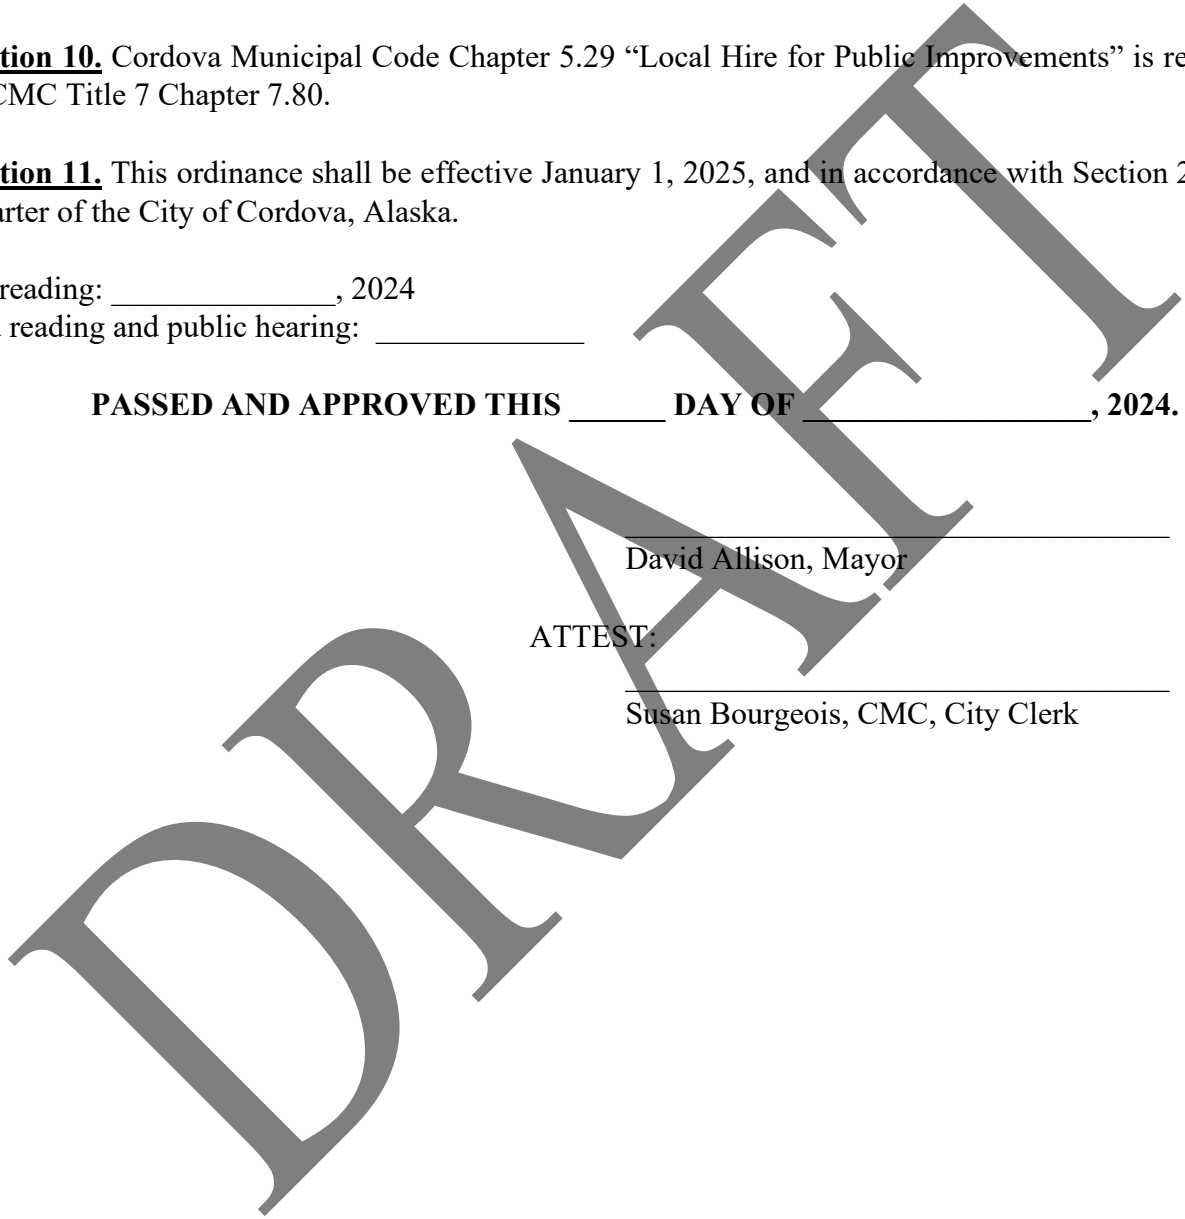 tion 10. Cordova Municipal Code Chapter 5.29 “Local Hire for Public Improvements” is re
CMC Title 7 Chapter 7.80.
tion 11. This ordinance shall be effective January 1, 2025, and in accordance with Section 2
arter of the City of Cordova, Alaska.
reading: ______________, 2024
reading and public hearing: _____________
PASSED AND APPROVED THIS ______ DAY OF __________________, 2024.
__________________________________
David Allison, Mayor
ATTEST:
__________________________________
Susan Bourgeois, CMC, City Clerk
DRAFT